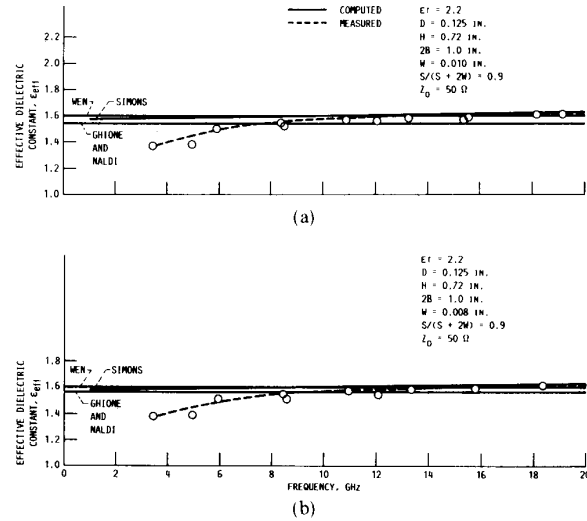 COMPUTED
MEASURED
Er = 2.2
D = 0.125 IN.
H = 0.72 IN.
2B = 1.0 IN.
W = 0.010 IN.
S/(S + 2W) = 0.9
Z₀ = 50 Ω
EFFECTIVE DIELECTRIC
CONSTANT, εeff
2.2
2.0
1.8
1.6
1.4
1.2
1.0
WEN
SIMONS
GHIONE
AND
NALDI
(a)
Er = 2.2
D = 0.125 IN.
H = 0.72 IN.
2B = 1.0 IN.
W = 0.008 IN.
S/(S + 2W) = 0.9
Z₀ = 50 Ω
EFFECTIVE DIELECTRIC
CONSTANT, εeff
1.8
1.6
1.4
1.2
1.0
WEN
SIMONS
GHIONE
AND
NALDI
0 2 4 6 8 10 12 14 16 18 20
FREQUENCY, GHz
(b)